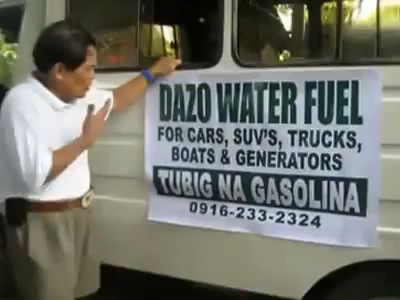 DAZO WATER FUEL
FOR CARS, SUV'S, TRUCKS,
BOATS & GENERATORS
TUBIG NA GASOLINA
0916-233-2324